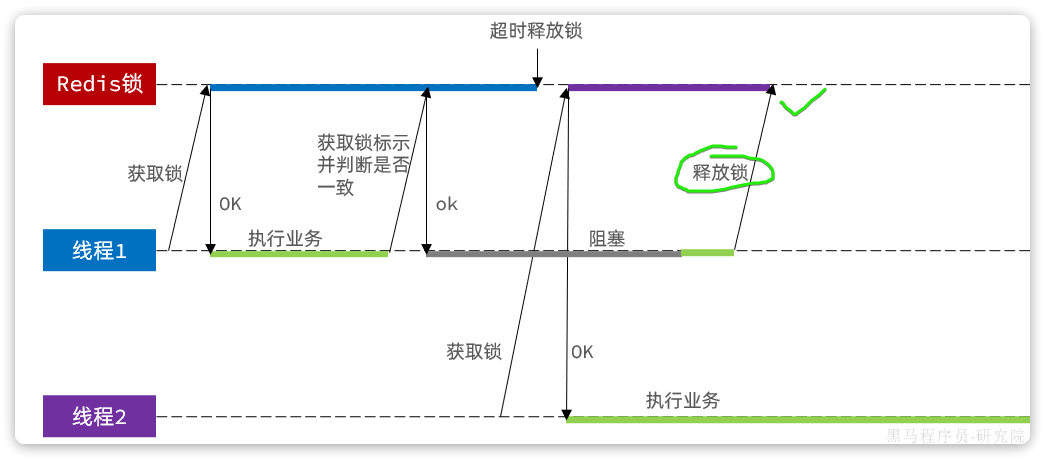 超时释放锁
Redis锁
获取锁标示
并判断是否
一致
获取锁
释放锁
OK
ok
线程1
执行业务
阻塞
获取锁
OK
线程2
执行业务
黑马程序员-研究院